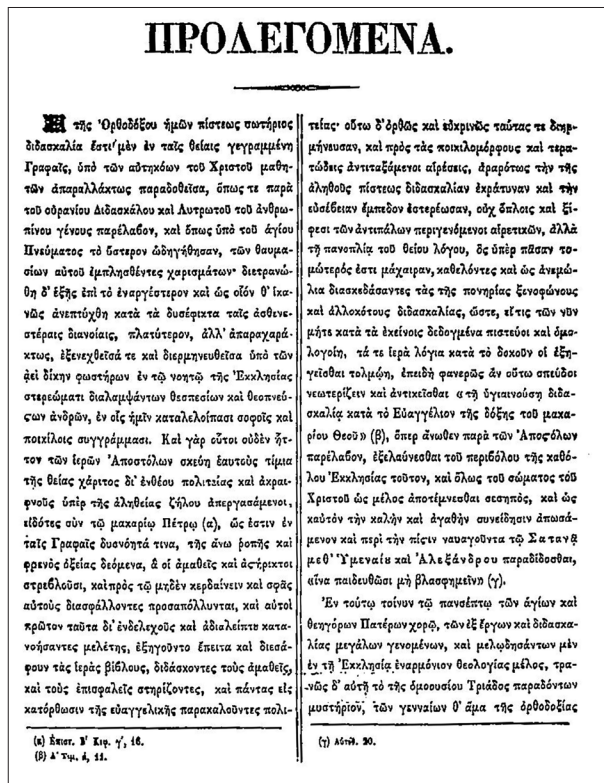 ΠΡΟΛΕΓΟΜΕΝΑ.
Ἡ τῆς Ὀρθοδόξου ἡμῶν πίστεως σωτήριος
διδασκαλία ἔστι μὲν ἐν ταῖς θείαις γεγραμμένη
Γραφαῖς, ὑπὸ τῶν αὐτηκόων τοῦ Χριστοῦ μαθη-
τῶν ἀπαραλλάκτως παραδοθεῖσα, ὅπως τε παρὰ
τοῦ οὐρανίου Διδασκάλου καὶ Λυτρωτοῦ τοῦ ἀνθρω-
πίνου γένους παρέλαβον, καὶ ὅπως ὑπὸ τοῦ ἁγίου
Πνεύματος τὸ ὕστερον ὡδηγήθησαν, τῶν θαυμα-
σίων αὐτοῦ ἐμπλησθέντες χαρισμάτων· διετρανώ-
θη δ' ἑξῆς ἐπὶ τὸ ἐναργέστερον καὶ ὡς οἷόν θ' ἱκα-
νῶς ἀνεπτύχθη κατὰ τὰ δυσέφικτα ταῖς ἀσθενε-
στέραις διανοίαις, πλατύτερον, ἀλλ' ἀπαραχαρά-
κτως, ἐξενεχθεῖσά τε καὶ διερμηνευθεῖσα ὑπὸ τῶν
ἀεὶ δίκην φωστήρων ἐν τῷ νοητῷ τῆς Ἐκκλησίας
στερεώματι διαλαμψάντων θεσπεσίων καὶ θεοπνεύ-
ϛων ἀνδρῶν, ἐν οἷς ἡμῖν καταλελοίπασι σοφοῖς καὶ
ποικίλοις συγγράμμασι. Καὶ γὰρ οὗτοι οὐδὲν ἧτ-
τον τῶν ἱερῶν Ἀποστόλων σκεύη ἑαυτοὺς τίμια
τῆς θείας χάριτος δι' ἐνθέου πολιτείας καὶ ἀκραι-
φνοῦς ὑπὲρ τῆς ἀληθείας ζήλου ἀπεργασάμενοι,
εἰδότες σὺν τῷ μακαρίῳ Πέτρῳ (α), ὥς ἐστιν ἐν
ταῖς Γραφαῖς δυσνόητά τινα, τῆς ἄνω ῥοπῆς καὶ
φρενὸς ὀξείας δεόμενα, ἃ οἱ ἀμαθεῖς καὶ ἀϛήρικτοι
στρεβλοῦσι, καὶ πρὸς τῷ μηδὲν κερδαίνειν καὶ σφᾶς
αὐτοὺς διασφάλλοντες προσαπόλλυνται, καὶ αὐτοὶ
πρῶτον ταῦτα δι' ἐνδελεχοῦς καὶ ἀδιαλείπτου κατα-
νοήσαντες μελέτης, ἐξηγοῦντο ἔπειτα καὶ διεσά-
φουν τὰς ἱερὰς βίβλους, διδάσκοντες τοὺς ἀμαθεῖς,
καὶ τοὺς ἐπισφαλεῖς στηρίζοντες, καὶ πάντας εἰς
κατόρθωσιν τῆς εὐαγγελικῆς παρακαλοῦντες πολι-
(α) Ἐπιστ. Β' Κεφ. γ', 16.
(β) Α' Τιμ. ά, 11.
τείας· οὕτω δ' ὀρθῶς καὶ εὐκρινῶς ταύτας τε διηρ-
μήνευσαν, καὶ πρὸς τὰς ποικιλομόρφους καὶ τερα-
τώδεις ἀντιταξάμενοι αἱρέσεις, ἀραρότως τὴν τῆς
ἀληθοῦς πίστεως διδασκαλίαν ἐκράτυναν καὶ τὴν
εὐσέβειαν ἔμπεδον ἐστερέωσαν, οὐχ ὅπλοις καὶ ξί-
φεσι τῶν ἀντιπάλων περιγενόμενοι αἱρετικῶν, ἀλλὰ
τῇ πανοπλίᾳ τοῦ θείου λόγου, ὃς ὑπὲρ πᾶσαν το-
μώτερός ἐστι μάχαιραν, καθελόντες καὶ ὡς ἀνεμώ-
λια διασκεδάσαντες τὰς τῆς πονηρίας ξενοφώνους
καὶ ἀλλοκότους διδασκαλίας, ὥστε, εἴ τις τῶν νῦν
μήτε κατὰ τὰ ἐκείνοις δεδογμένα πιστεύοι καὶ ὁμο-
λογοίη, τά τε ἱερὰ λόγια κατὰ τὸ δοκοῦν οἱ ἐξη-
γεῖσθαι τολμῴη, ἐπειδὴ φανερῶς ἂν οὕτω σπεύδοι
νεωτερίζειν καὶ ἀντικεῖσθαι «τῇ ὑγιαινούσῃ διδα-
σκαλίᾳ κατὰ τὸ Εὐαγγέλιον τῆς δόξης τοῦ μακα-
ρίου Θεοῦ» (β), ὅπερ ἄνωθεν παρὰ τῶν Ἀποϛόλων
παρέλαβον, ἐξελαύνεσθαι τοῦ περιβόλου τῆς καθό-
λου Ἐκκλησίας τοῦτον, καὶ ὅλως τοῦ σώματος τοῦ
Χριστοῦ ὡς μέλος ἀποτέμνεσθαι σεσηπός, καὶ ὡς
καὐτὸν τὴν καλὴν καὶ ἀγαθὴν συνείδησιν ἀπωσά-
μενον καὶ περὶ τὴν πίϛιν ναυαγοῦντα τῷ Σατανᾷ
μεθ' Ὑμεναίου καὶ Ἀλεξάνδρου παραδίδοσθαι,
«ἵνα παιδευθῶσι μὴ βλασφημεῖν» (γ).
Ἐν τούτῳ τοίνυν τῷ πανσέπτῳ τῶν ἁγίων καὶ
θεηγόρων Πατέρων χορῷ, τῶν ἐξ ἔργων καὶ διδασκα-
λίας μεγάλων γενομένων, καὶ μελῳδησάντων μὲν
ἐν τῇ Ἐκκλησίᾳ ἐναρμόνιον θεολογίας μέλος, τρα-
νῶς δ' αὐτῇ τὸ τῆς ὁμοουσίου Τριάδος παραδόντων
μυστήριον, τῶν γενναίων θ' ἅμα τῆς ὀρθοδοξίας
(γ) Αὐτόθ. 20.